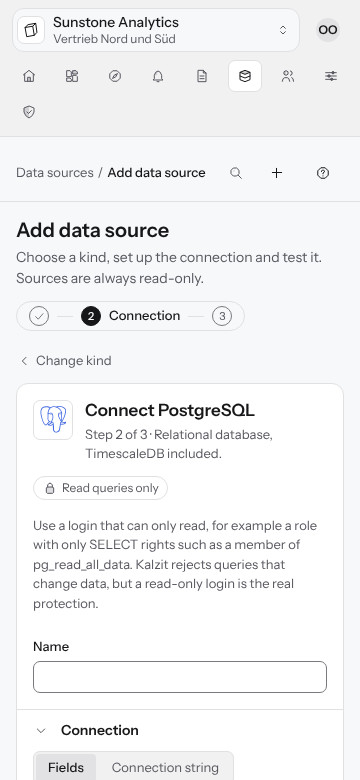 Sunstone Analytics
Vertrieb Nord und Süd
OO
Data sources / Add data source
Add data source
Choose a kind, set up the connection and test it.
Sources are always read-only.
2 Connection 3
Change kind
Connect PostgreSQL
Step 2 of 3 · Relational database,
TimescaleDB included.
Read queries only
Use a login that can only read, for example a role
with only SELECT rights such as a member of
pg_read_all_data. Kalzit rejects queries that
change data, but a read-only login is the real
protection.
Name
Connection
Fields Connection string